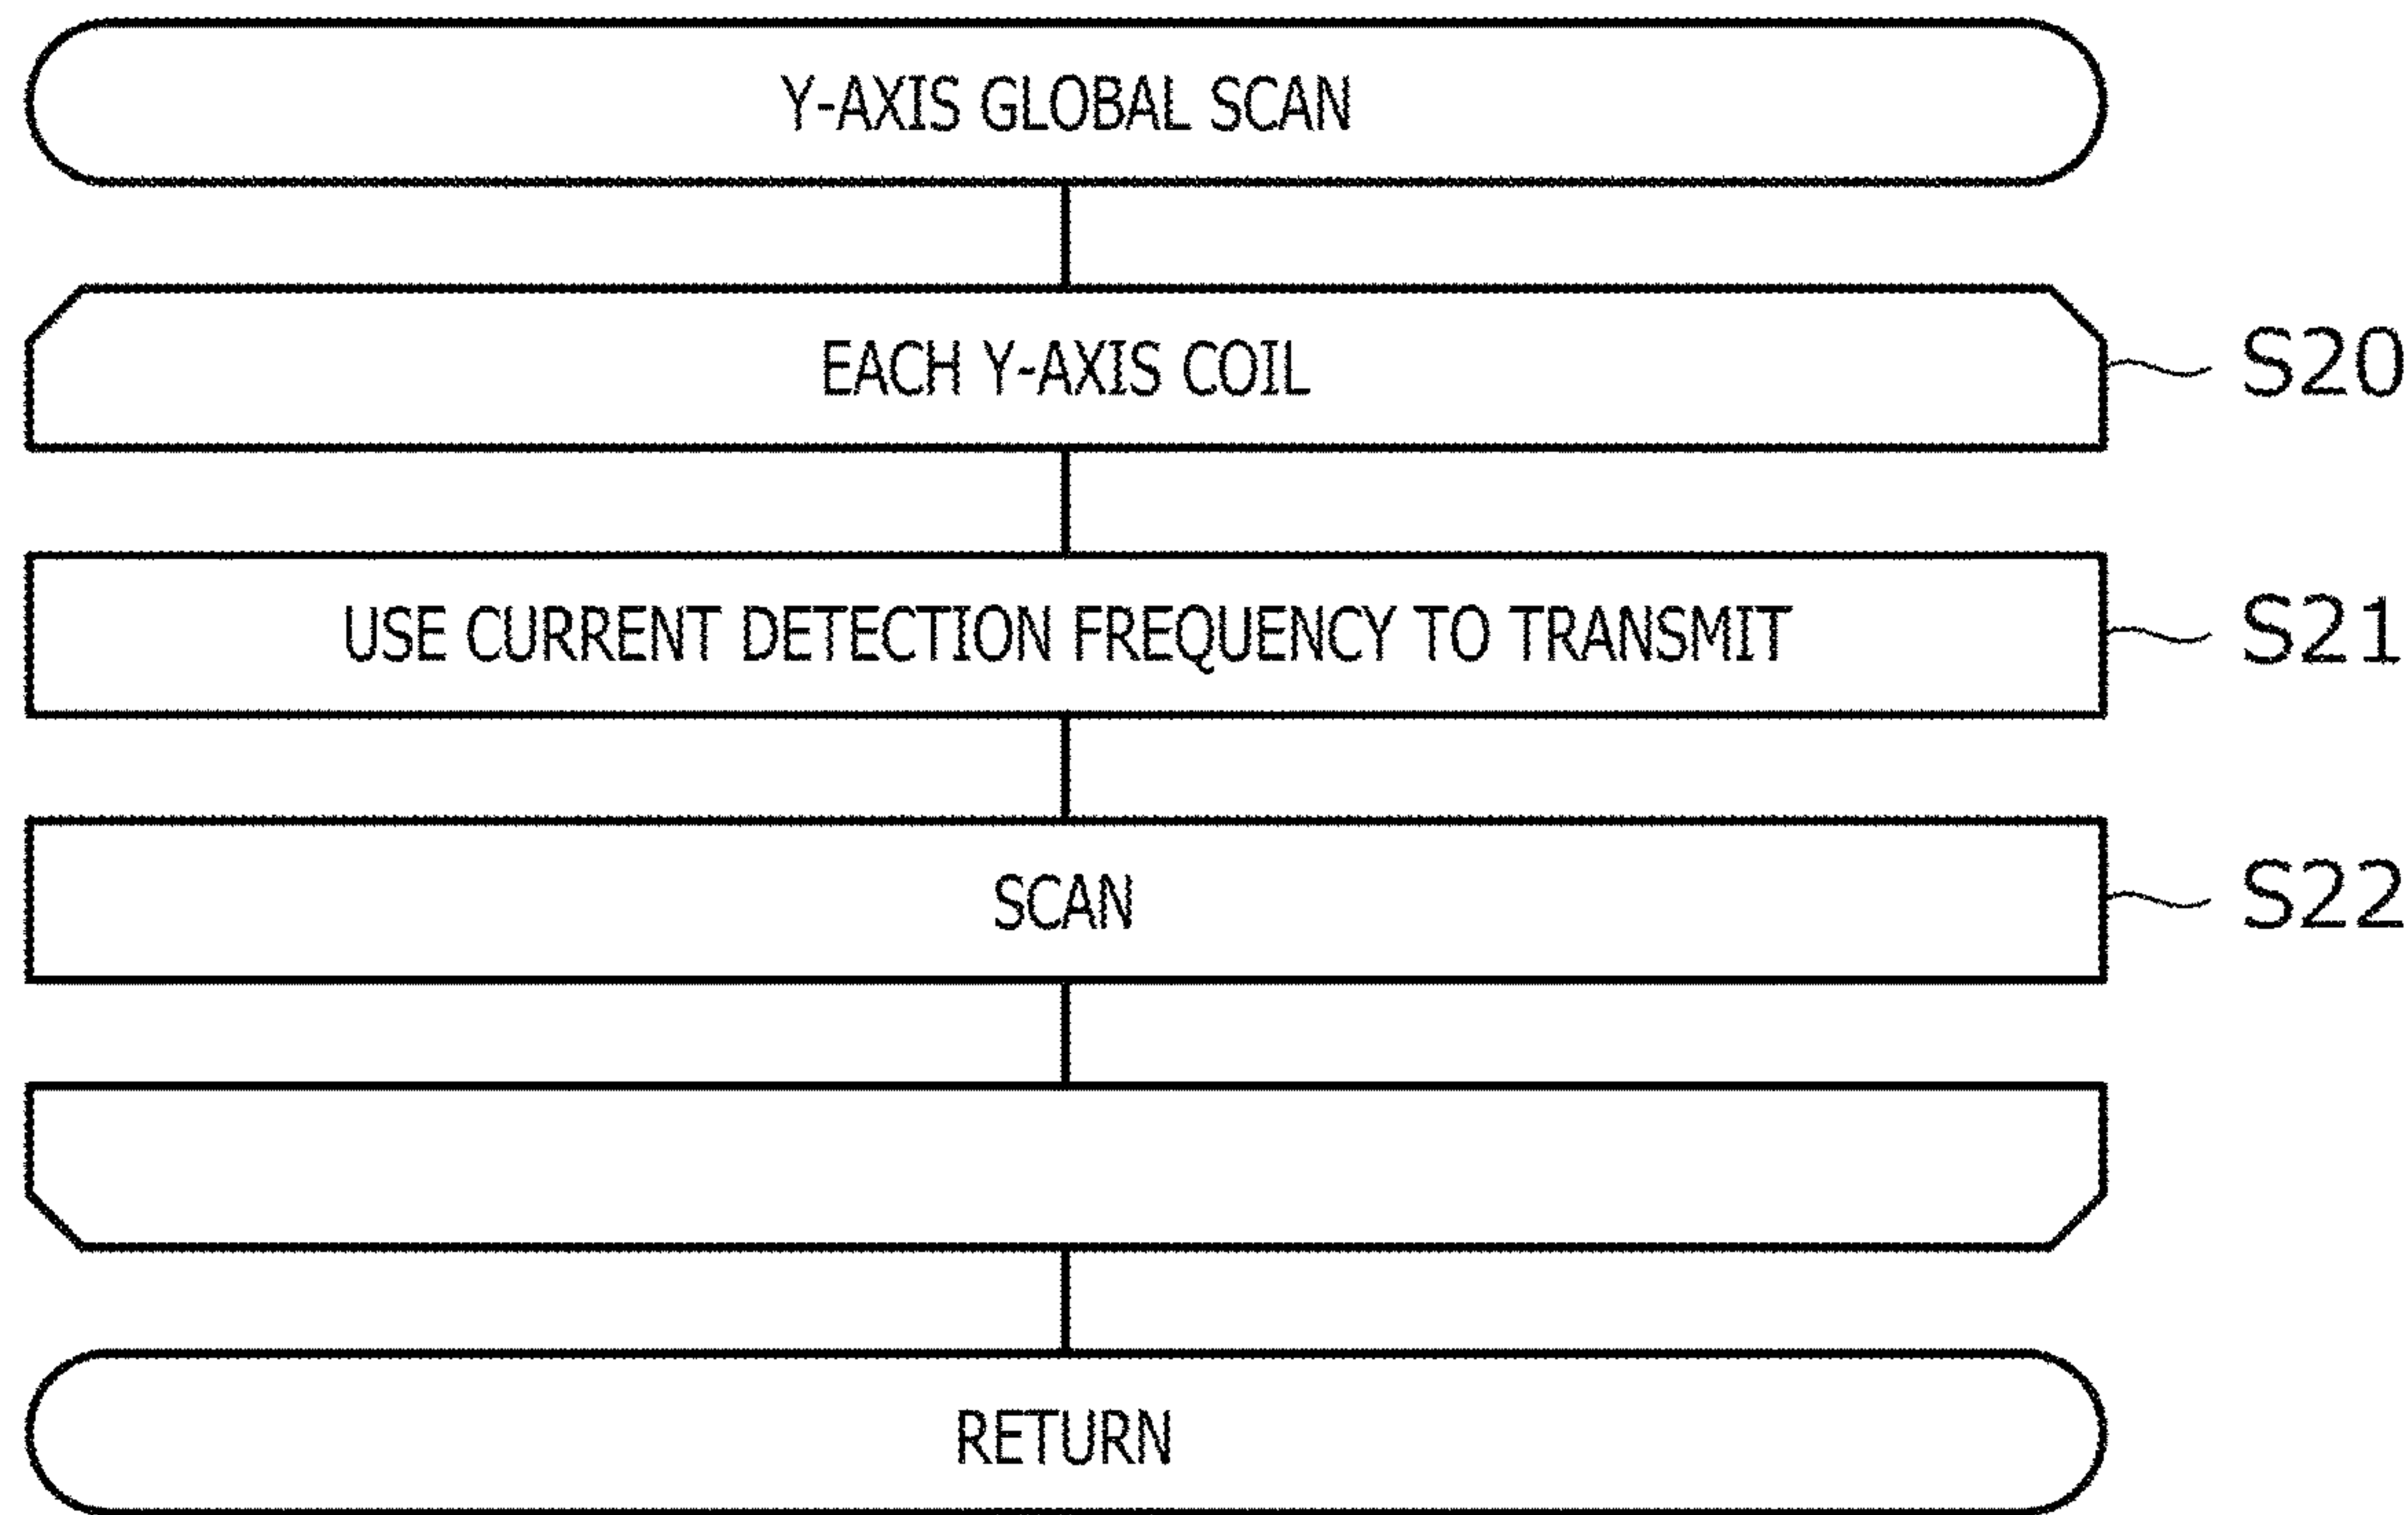 Y-AXIS GLOBAL SCAN
EACH Y-AXIS COIL
S20
USE CURRENT DETECTION FREQUENCY TO TRANSMIT
S21
SCAN
S22
RETURN